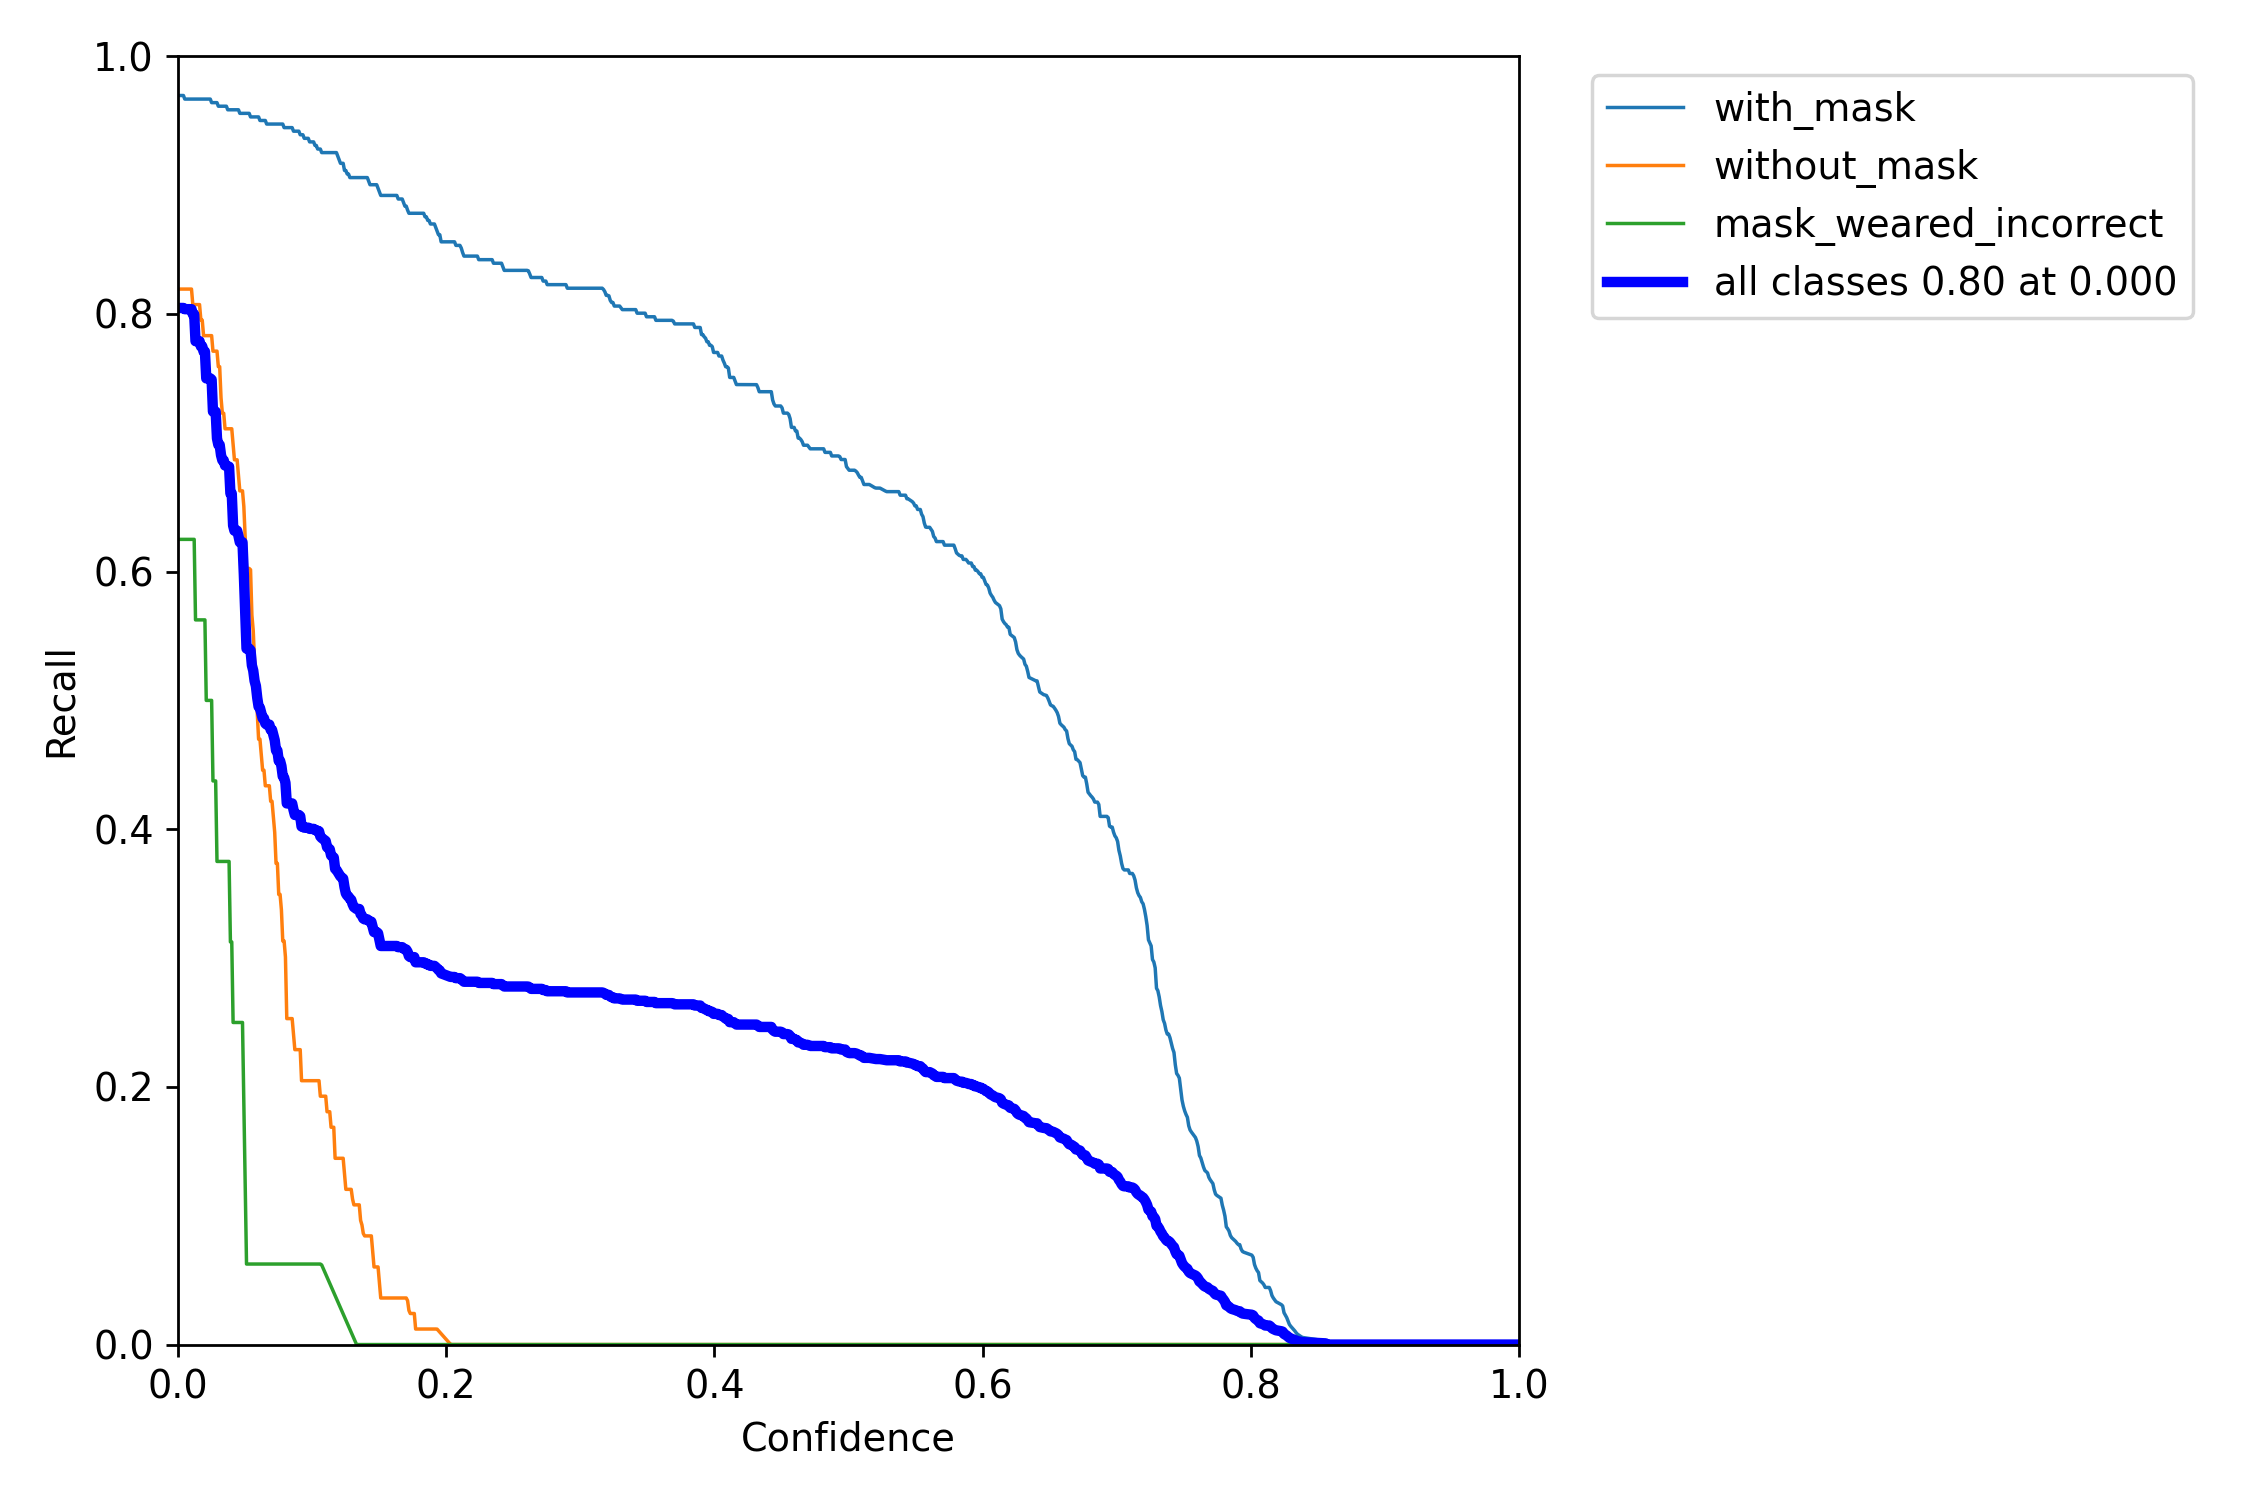 1.0
0.8
0.6
0.4
0.2
0.0
Recall
0.0 0.2 0.4 0.6 0.8 1.0
Confidence
with_mask
without_mask
mask_weared_incorrect
all classes 0.80 at 0.000